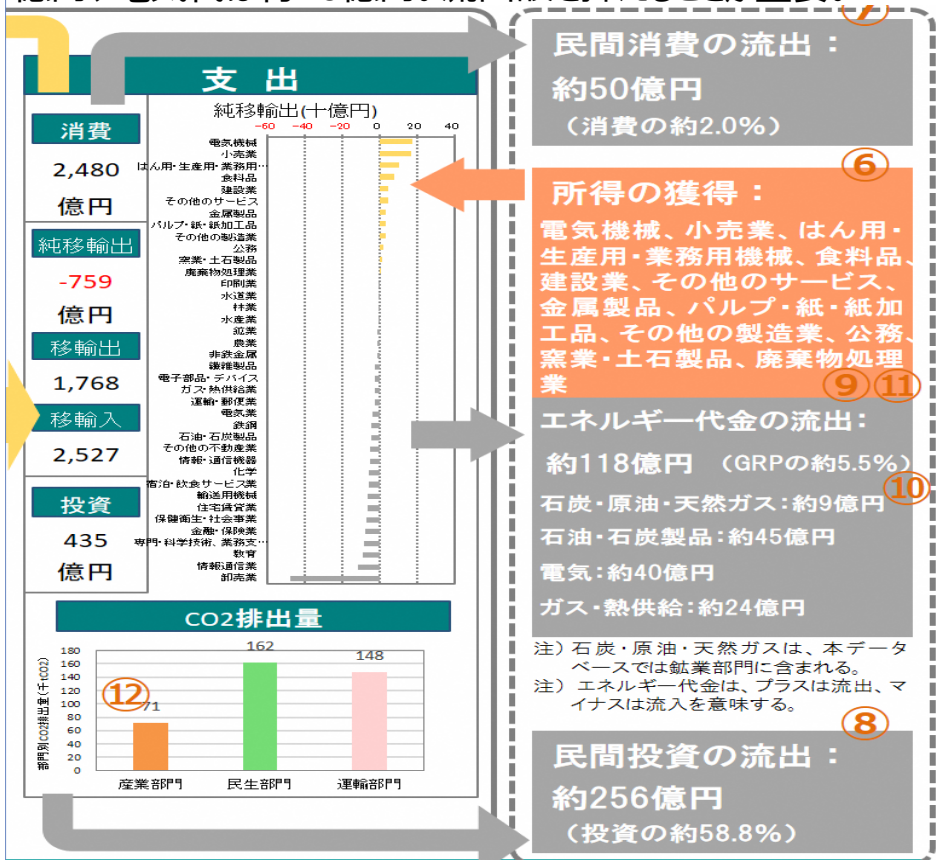 支 出
消費
2,480
億円
純移輸出
-759
億円
移輸出
1,768
移輸入
2,527
投資
435
億円
純移輸出(十億円)
-60 -40 -20 0 20 40
電気機械
小売業
はん用・生産用・業務用…
食料品
建設業
その他のサービス
金属製品
パルプ・紙・紙加工品
その他の製造業
公務
窯業・土石製品
廃棄物処理業
印刷業
水道業
林業
水産業
鉱業
農業
非鉄金属
繊維製品
電子部品・デバイス
ガス・熱供給業
運輸・郵便業
電気業
鉄鋼
石油・石炭製品
その他の不動産業
情報・通信機器
化学
宿泊・飲食サービス業
輸送用機械
住宅賃貸業
保健衛生・社会事業
金融・保険業
専門・科学技術、業務支…
教育
情報通信業
卸売業
CO2排出量
部門別CO2排出量(千tCO2)
180
160
140
120
100
80
60
40
20
0
⑫
71
162
148
産業部門 民生部門 運輸部門
⑦
民間消費の流出：
約50億円
（消費の約2.0%）
⑥
所得の獲得：
電気機械、小売業、はん用・
生産用・業務用機械、食料品、
建設業、その他のサービス、
金属製品、パルプ・紙・紙加
工品、その他の製造業、公務、
窯業・土石製品、廃棄物処理
業
⑨ ⑪
エネルギー代金の流出：
約118億円 （GRPの約5.5%）
⑩
石炭・原油・天然ガス：約9億円
石油・石炭製品：約45億円
電気：約40億円
ガス・熱供給：約24億円
注） 石炭・原油・天然ガスは、本データ
ベースでは鉱業部門に含まれる。
注） エネルギー代金は、プラスは流出、マ
イナスは流入を意味する。
⑧
民間投資の流出：
約256億円
（投資の約58.8%）